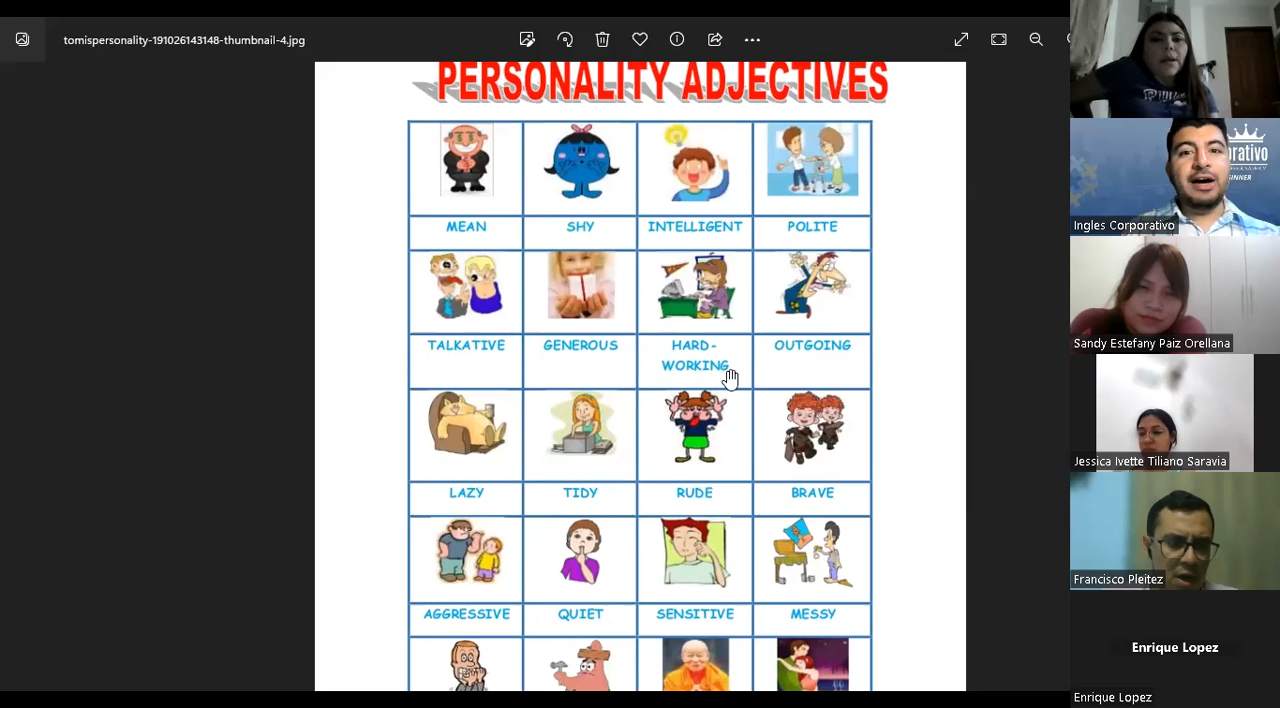 tomispersonality-191026143148-thumbnail-4.jpg
PERSONALITY ADJECTIVES
MEAN
SHY
INTELLIGENT
POLITE
TALKATIVE
GENEROUS
HARD-
WORKING
OUTGOING
LAZY
TIDY
RUDE
BRAVE
AGGRESSIVE
QUIET
SENSITIVE
MESSY
Ingles Corporativo
Sandy Estefany Paiz Orellana
Jessica Ivette Tiliano Saravia
Francisco Pleitez
Enrique Lopez
Enrique Lopez